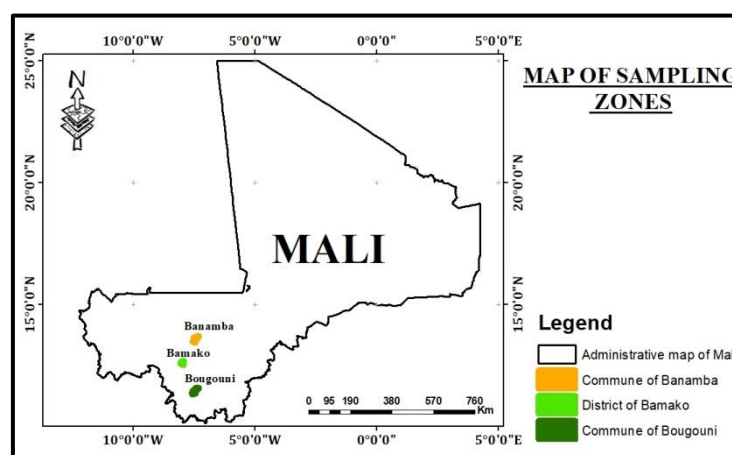 10°0'0"W 5°0'0"W 0°0'0" 5°0'0"E
MAP OF SAMPLING
ZONES
N
25°0'0"N
20°0'0"N
15°0'0"N
25°0'0"N
20°0'0"N
15°0'0"N
MALI
Banamba
Bamako
Bougouni
0 95 190 380 570 760
Km
Legend
Administrative map of Mal
Commune of Banamba
District of Bamako
Commune of Bougouni
10°0'0"W 5°0'0"W 0°0'0" 5°0'0"E